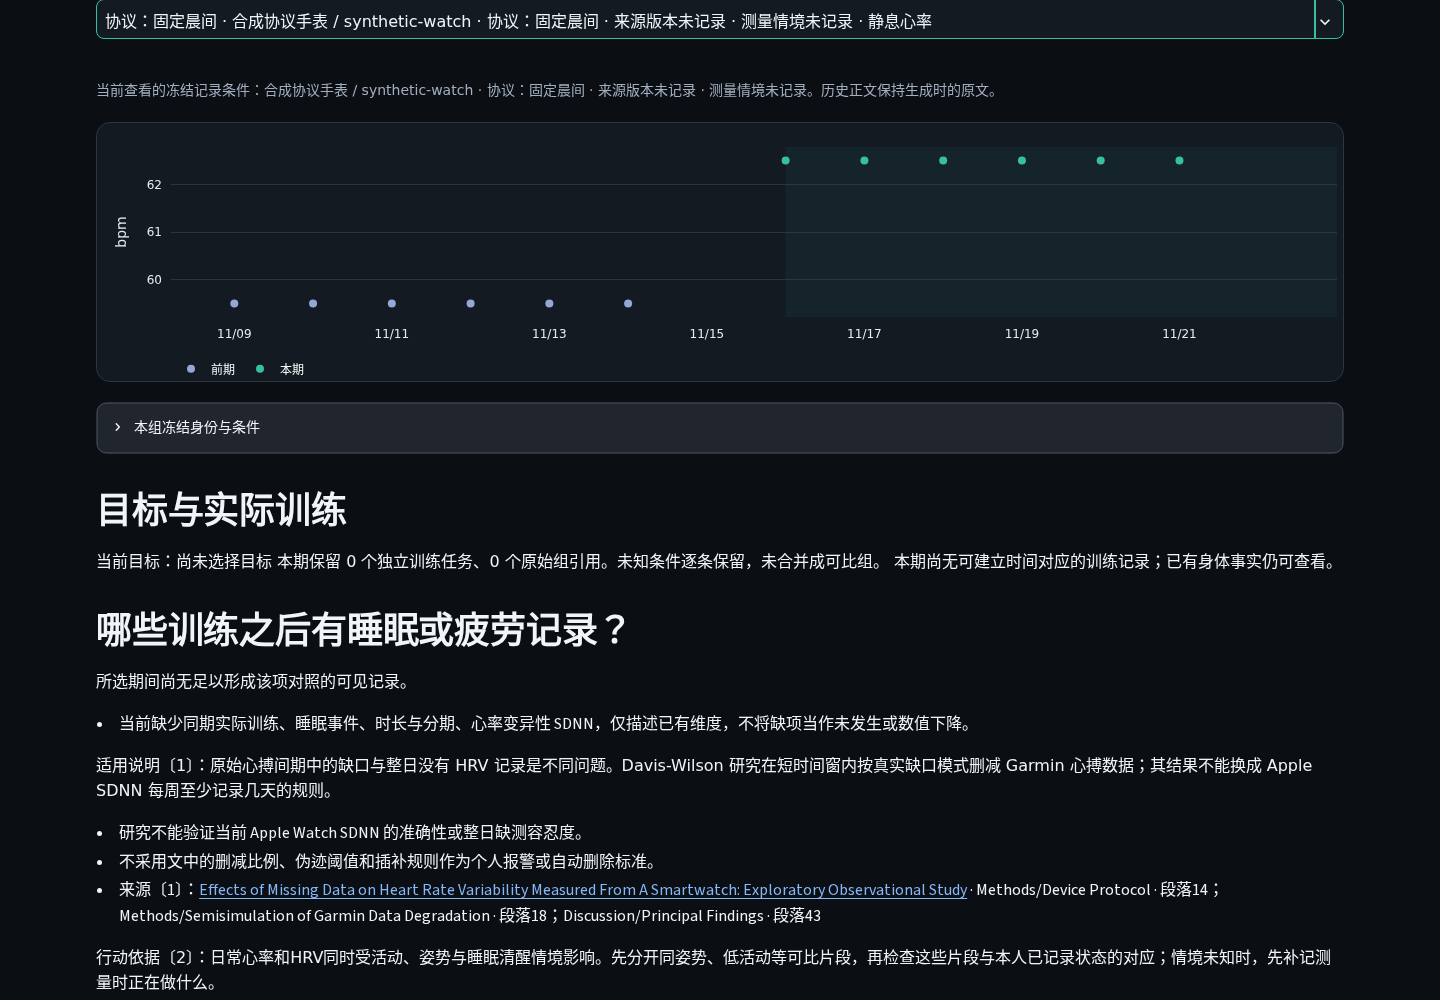 协议：固定晨间 · 合成协议手表 / synthetic-watch · 协议：固定晨间 · 来源版本未记录 · 测量情境未记录 · 静息心率
当前查看的冻结记录条件：合成协议手表 / synthetic-watch · 协议：固定晨间 · 来源版本未记录 · 测量情境未记录。历史正文保持生成时的原文。
62
61
60
bpm
11/09 11/11 11/13 11/15 11/17 11/19 11/21
前期 本期
本组冻结身份与条件
目标与实际训练
当前目标：尚未选择目标 本期保留 0 个独立训练任务、0 个原始组引用。未知条件逐条保留，未合并成可比组。 本期尚无可建立时间对应的训练记录；已有身体事实仍可查看。
哪些训练之后有睡眠或疲劳记录？
所选期间尚无足以形成该项对照的可见记录。
• 当前缺少同期实际训练、睡眠事件、时长与分期、心率变异性 SDNN，仅描述已有维度，不将缺项当作未发生或数值下降。
适用说明〔1〕：原始心搏间期中的缺口与整日没有 HRV 记录是不同问题。Davis-Wilson 研究在短时间窗内按真实缺口模式删减 Garmin 心搏数据；其结果不能换成 Apple
SDNN 每周至少记录几天的规则。
• 研究不能验证当前 Apple Watch SDNN 的准确性或整日缺测容忍度。
• 不采用文中的删减比例、伪迹阈值和插补规则作为个人报警或自动删除标准。
• 来源〔1〕：Effects of Missing Data on Heart Rate Variability Measured From A Smartwatch: Exploratory Observational Study · Methods/Device Protocol · 段落14；
Methods/Semisimulation of Garmin Data Degradation · 段落18；Discussion/Principal Findings · 段落43
行动依据〔2〕：日常心率和HRV同时受活动、姿势与睡眠清醒情境影响。先分开同姿势、低活动等可比片段，再检查这些片段与本人已记录状态的对应；情境未知时，先补记测
量时正在做什么。